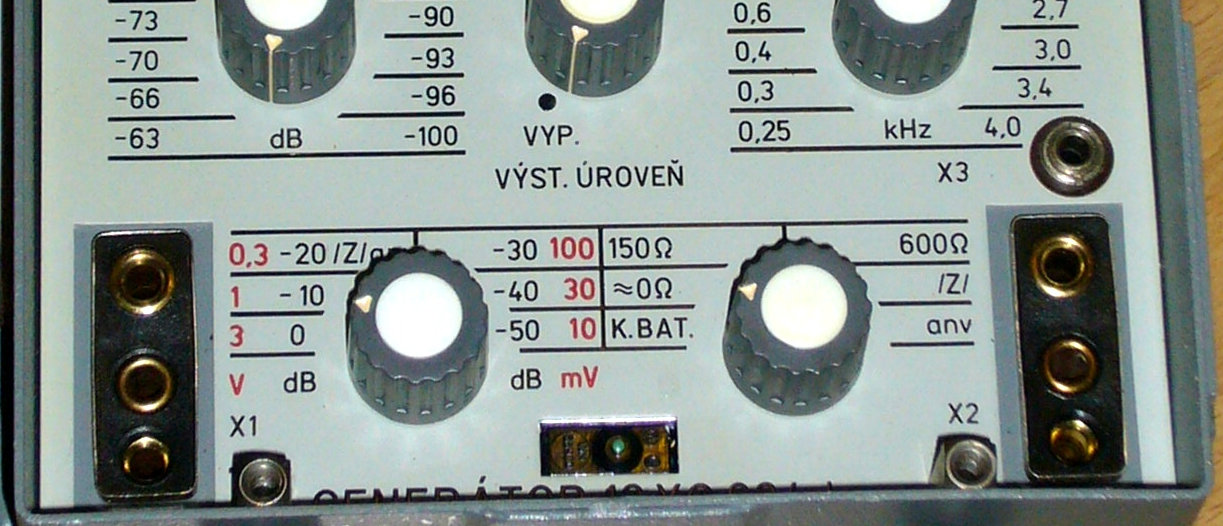 -73 -90 0,6 2,7
-70 -93 0,4 3,0
-66 -96 0,3 3,4
-63 dB -100 VYP. 0,25 kHz 4,0
VÝST. ÚROVEŇ X3
0,3 -20 /Z/ -30 100 150Ω 600Ω
1 -10 -40 30 ≈0Ω /Z/
3 0 -50 10 K.BAT. anv
V dB dB mV
X1 X2
GENERÁTOR